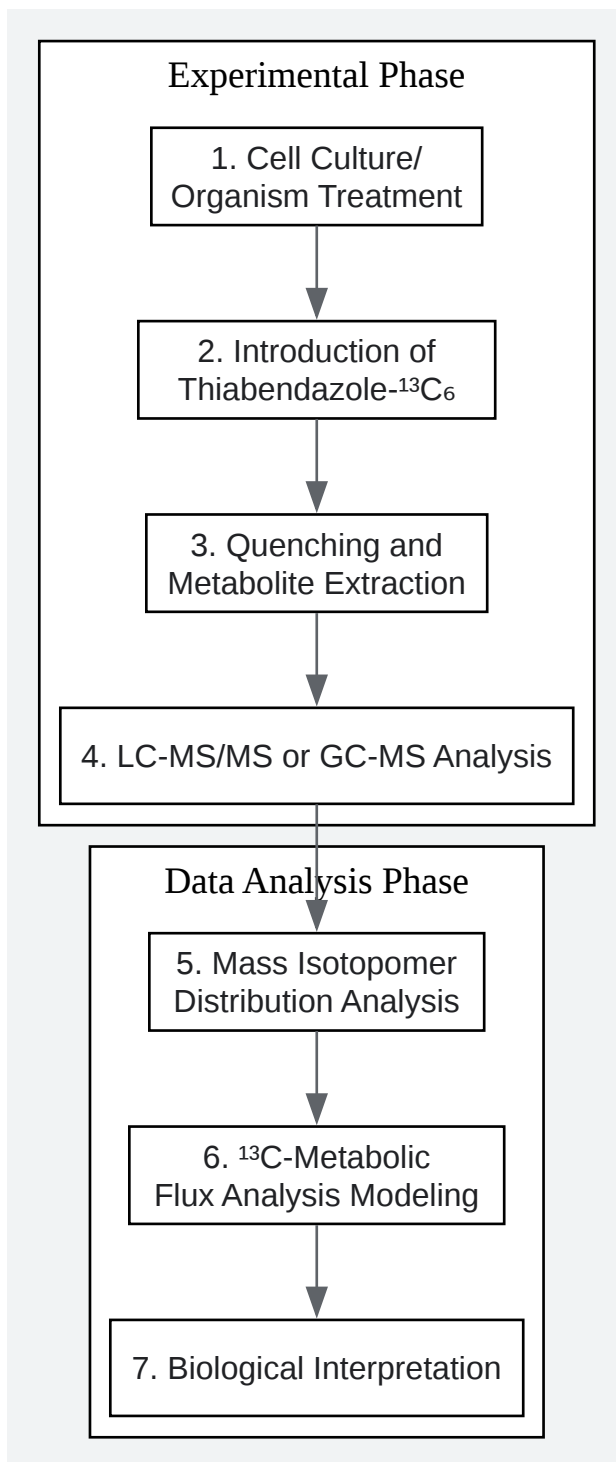 Experimental Phase
1. Cell Culture/
Organism Treatment
2. Introduction of
Thiabendazole-¹³C₆
3. Quenching and
Metabolite Extraction
4. LC-MS/MS or GC-MS Analysis
Data Analysis Phase
5. Mass Isotopomer
Distribution Analysis
6. ¹³C-Metabolic
Flux Analysis Modeling
7. Biological Interpretation